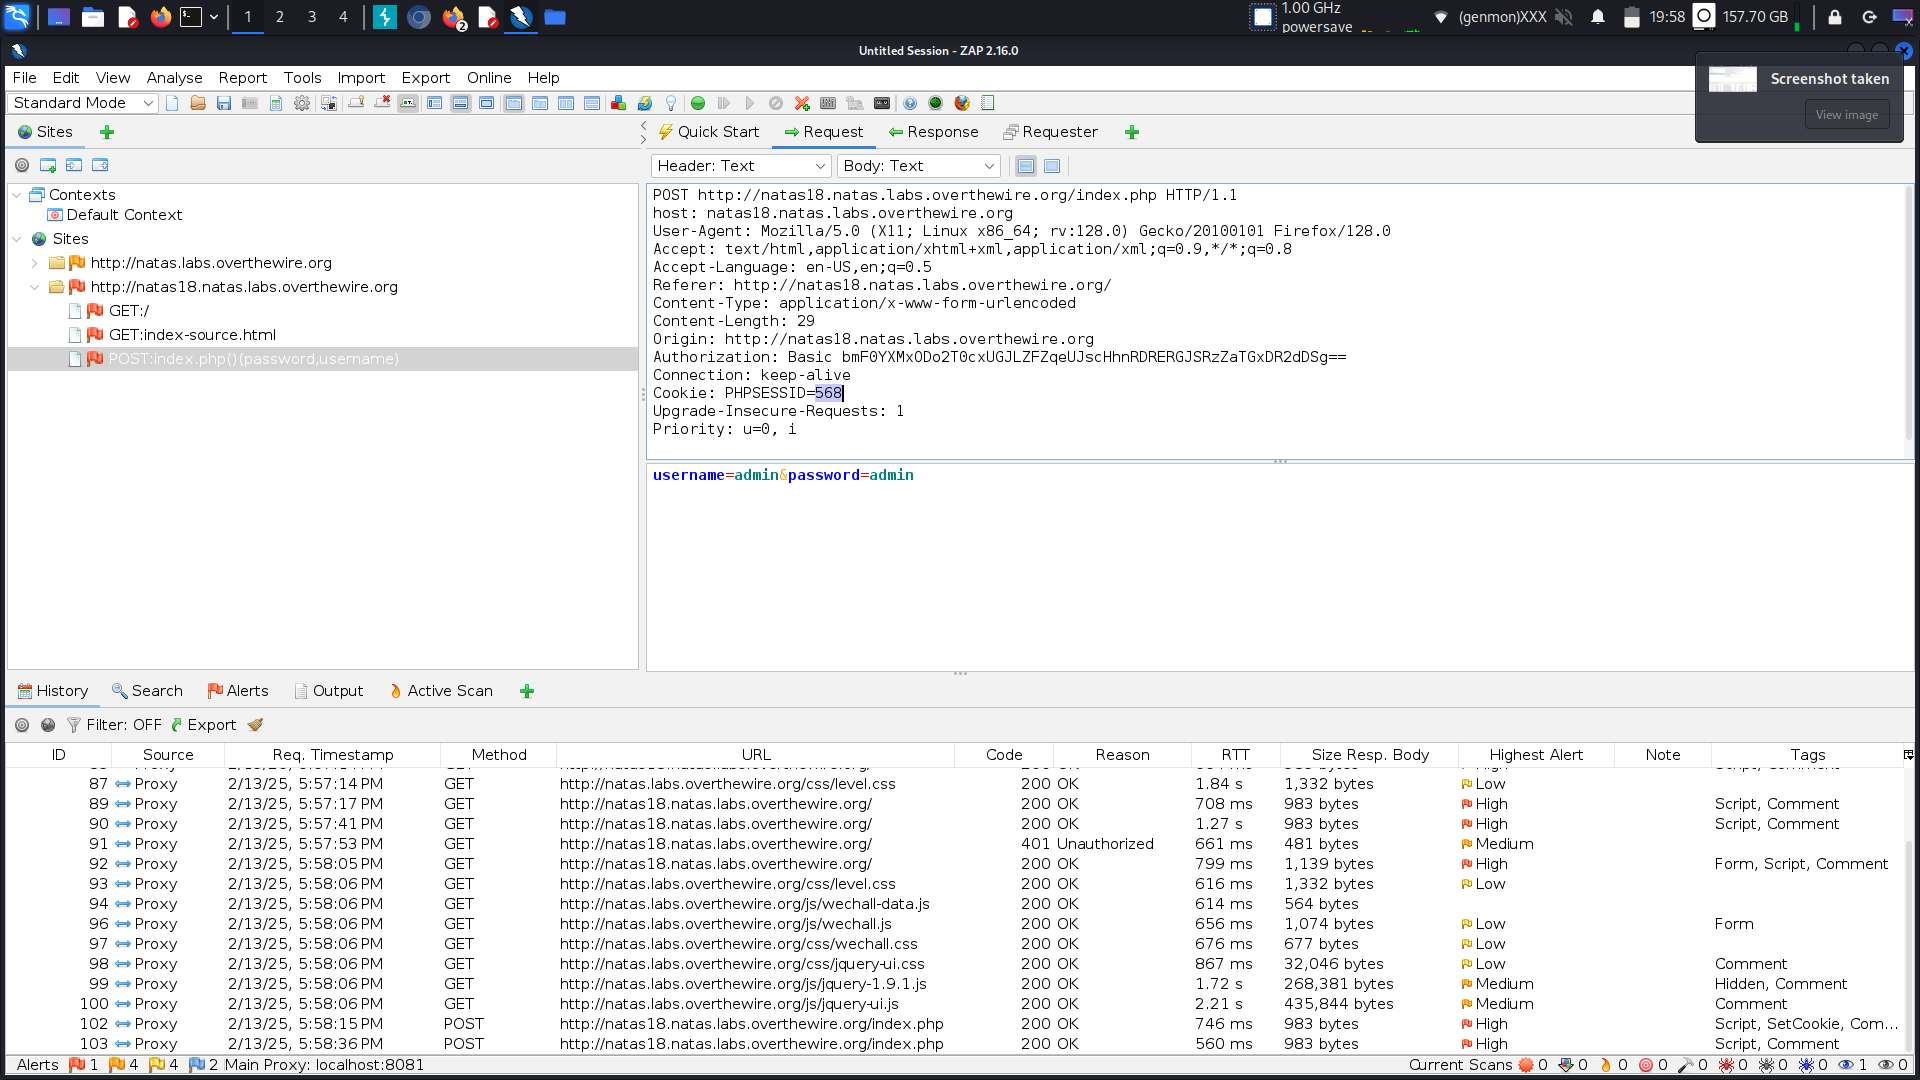 1 2 3 4
2
1.00 GHz
powersave
(genmon)XXX
19:58
157.70 GB
Untitled Session - ZAP 2.16.0
File Edit View Analyse Report Tools Import Export Online Help
Screenshot taken
View image
Standard Mode
Sites
Quick Start
Request
Response
Requester
Header: Text
Body: Text
Contexts
Default Context
Sites
http://natas.labs.overthewire.org
http://natas18.natas.labs.overthewire.org
GET:/
GET:index-source.html
POST:index.php()(password,username)
POST http://natas18.natas.labs.overthewire.org/index.php HTTP/1.1
host: natas18.natas.labs.overthewire.org
User-Agent: Mozilla/5.0 (X11; Linux x86_64; rv:128.0) Gecko/20100101 Firefox/128.0
Accept: text/html,application/xhtml+xml,application/xml;q=0.9,*/*;q=0.8
Accept-Language: en-US,en;q=0.5
Referer: http://natas18.natas.labs.overthewire.org/
Content-Type: application/x-www-form-urlencoded
Content-Length: 29
Origin: http://natas18.natas.labs.overthewire.org
Authorization: Basic bmF0YXMxODo2T0cxUGJLZFZqeUJscHhnRDRERGJSRzZaTGxDR2dDSg==
Connection: keep-alive
Cookie: PHPSESSID=568
Upgrade-Insecure-Requests: 1
Priority: u=0, i
username=admin&password=admin
History Search Alerts Output Active Scan
Filter: OFF Export
ID Source Req. Timestamp Method URL Code Reason RTT Size Resp. Body Highest Alert Note Tags
87 Proxy 2/13/25, 5:57:14 PM GET http://natas.labs.overthewire.org/css/level.css 200 OK 1.84 s 1,332 bytes Low
89 Proxy 2/13/25, 5:57:17 PM GET http://natas18.natas.labs.overthewire.org/ 200 OK 708 ms 983 bytes High Script, Comment
90 Proxy 2/13/25, 5:57:41 PM GET http://natas18.natas.labs.overthewire.org/ 200 OK 1.27 s 983 bytes High Script, Comment
91 Proxy 2/13/25, 5:57:53 PM GET http://natas18.natas.labs.overthewire.org/ 401 Unauthorized 661 ms 481 bytes Medium
92 Proxy 2/13/25, 5:58:05 PM GET http://natas18.natas.labs.overthewire.org/ 200 OK 799 ms 1,139 bytes High Form, Script, Comment
93 Proxy 2/13/25, 5:58:06 PM GET http://natas.labs.overthewire.org/css/level.css 200 OK 616 ms 1,332 bytes Low
94 Proxy 2/13/25, 5:58:06 PM GET http://natas.labs.overthewire.org/js/wechall-data.js 200 OK 614 ms 564 bytes
96 Proxy 2/13/25, 5:58:06 PM GET http://natas.labs.overthewire.org/js/wechall.js 200 OK 656 ms 1,074 bytes Low Form
97 Proxy 2/13/25, 5:58:06 PM GET http://natas.labs.overthewire.org/css/wechall.css 200 OK 676 ms 677 bytes Low
98 Proxy 2/13/25, 5:58:06 PM GET http://natas.labs.overthewire.org/css/jquery-ui.css 200 OK 867 ms 32,046 bytes Low Comment
99 Proxy 2/13/25, 5:58:06 PM GET http://natas.labs.overthewire.org/js/jquery-1.9.1.js 200 OK 1.72 s 268,381 bytes Medium Hidden, Comment
100 Proxy 2/13/25, 5:58:06 PM GET http://natas.labs.overthewire.org/js/jquery-ui.js 200 OK 2.21 s 435,844 bytes Medium Comment
102 Proxy 2/13/25, 5:58:15 PM POST http://natas18.natas.labs.overthewire.org/index.php 200 OK 746 ms 983 bytes High Script, SetCookie, Com...
103 Proxy 2/13/25, 5:58:36 PM POST http://natas18.natas.labs.overthewire.org/index.php 200 OK 560 ms 983 bytes High Script, Comment
Alerts 1 4 4 2 Main Proxy: localhost:8081
Current Scans 0 0 0 0 0 0 0 0 1 0